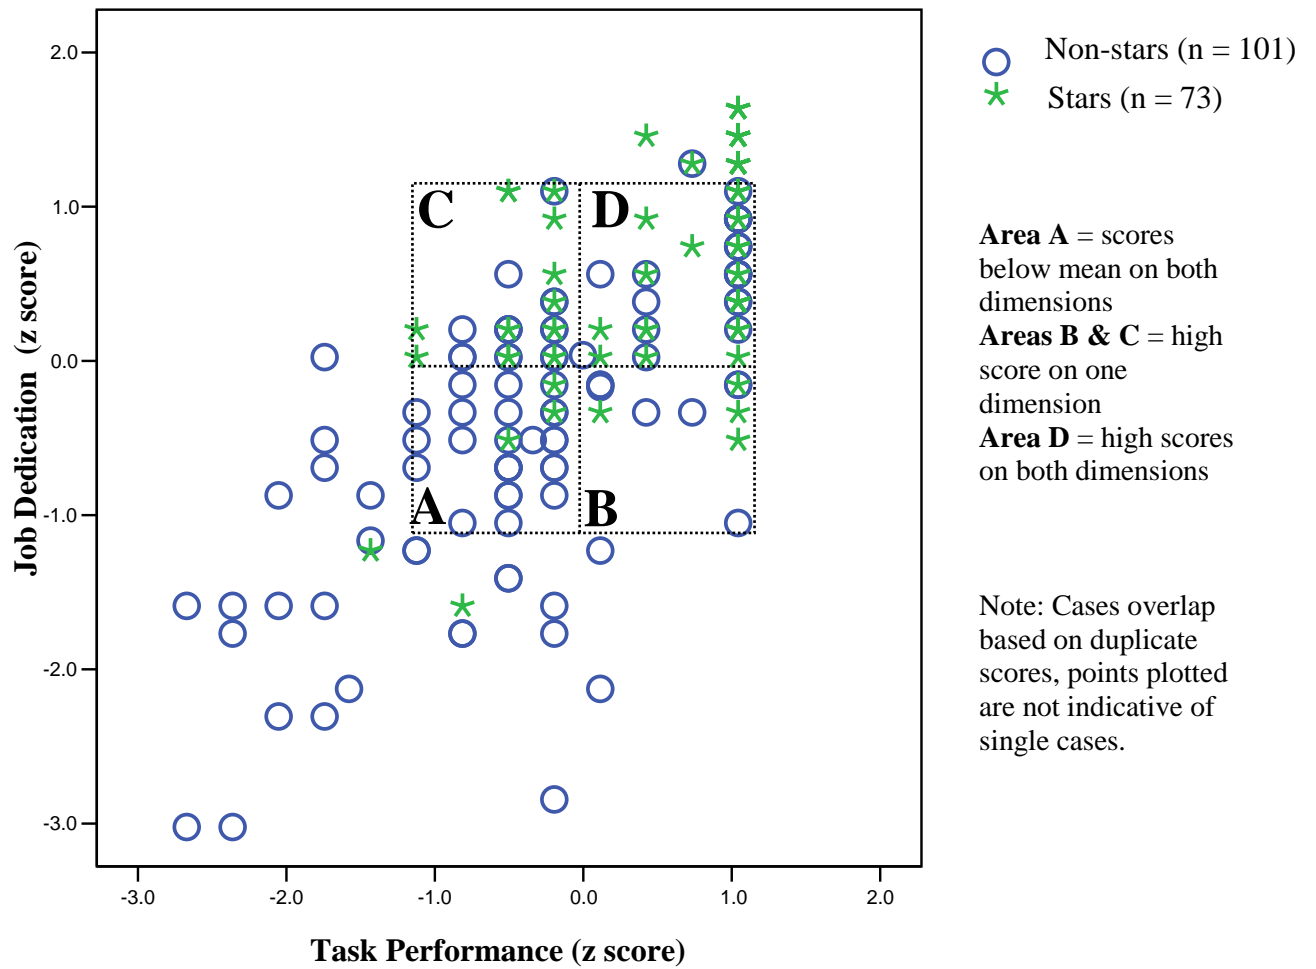 2.0
1.0
0.0
-1.0
-2.0
-3.0
Job Dedication (z score)
C
D
A
B
-3.0
-2.0
-1.0
0.0
1.0
2.0
Task Performance (z score)
Non-stars (n = 101)
Stars (n = 73)
Area A = scores
below mean on both
dimensions
Areas B & C = high
score on one
dimension
Area D = high scores
on both dimensions
Note: Cases overlap
based on duplicate
scores, points plotted
are not indicative of
single cases.